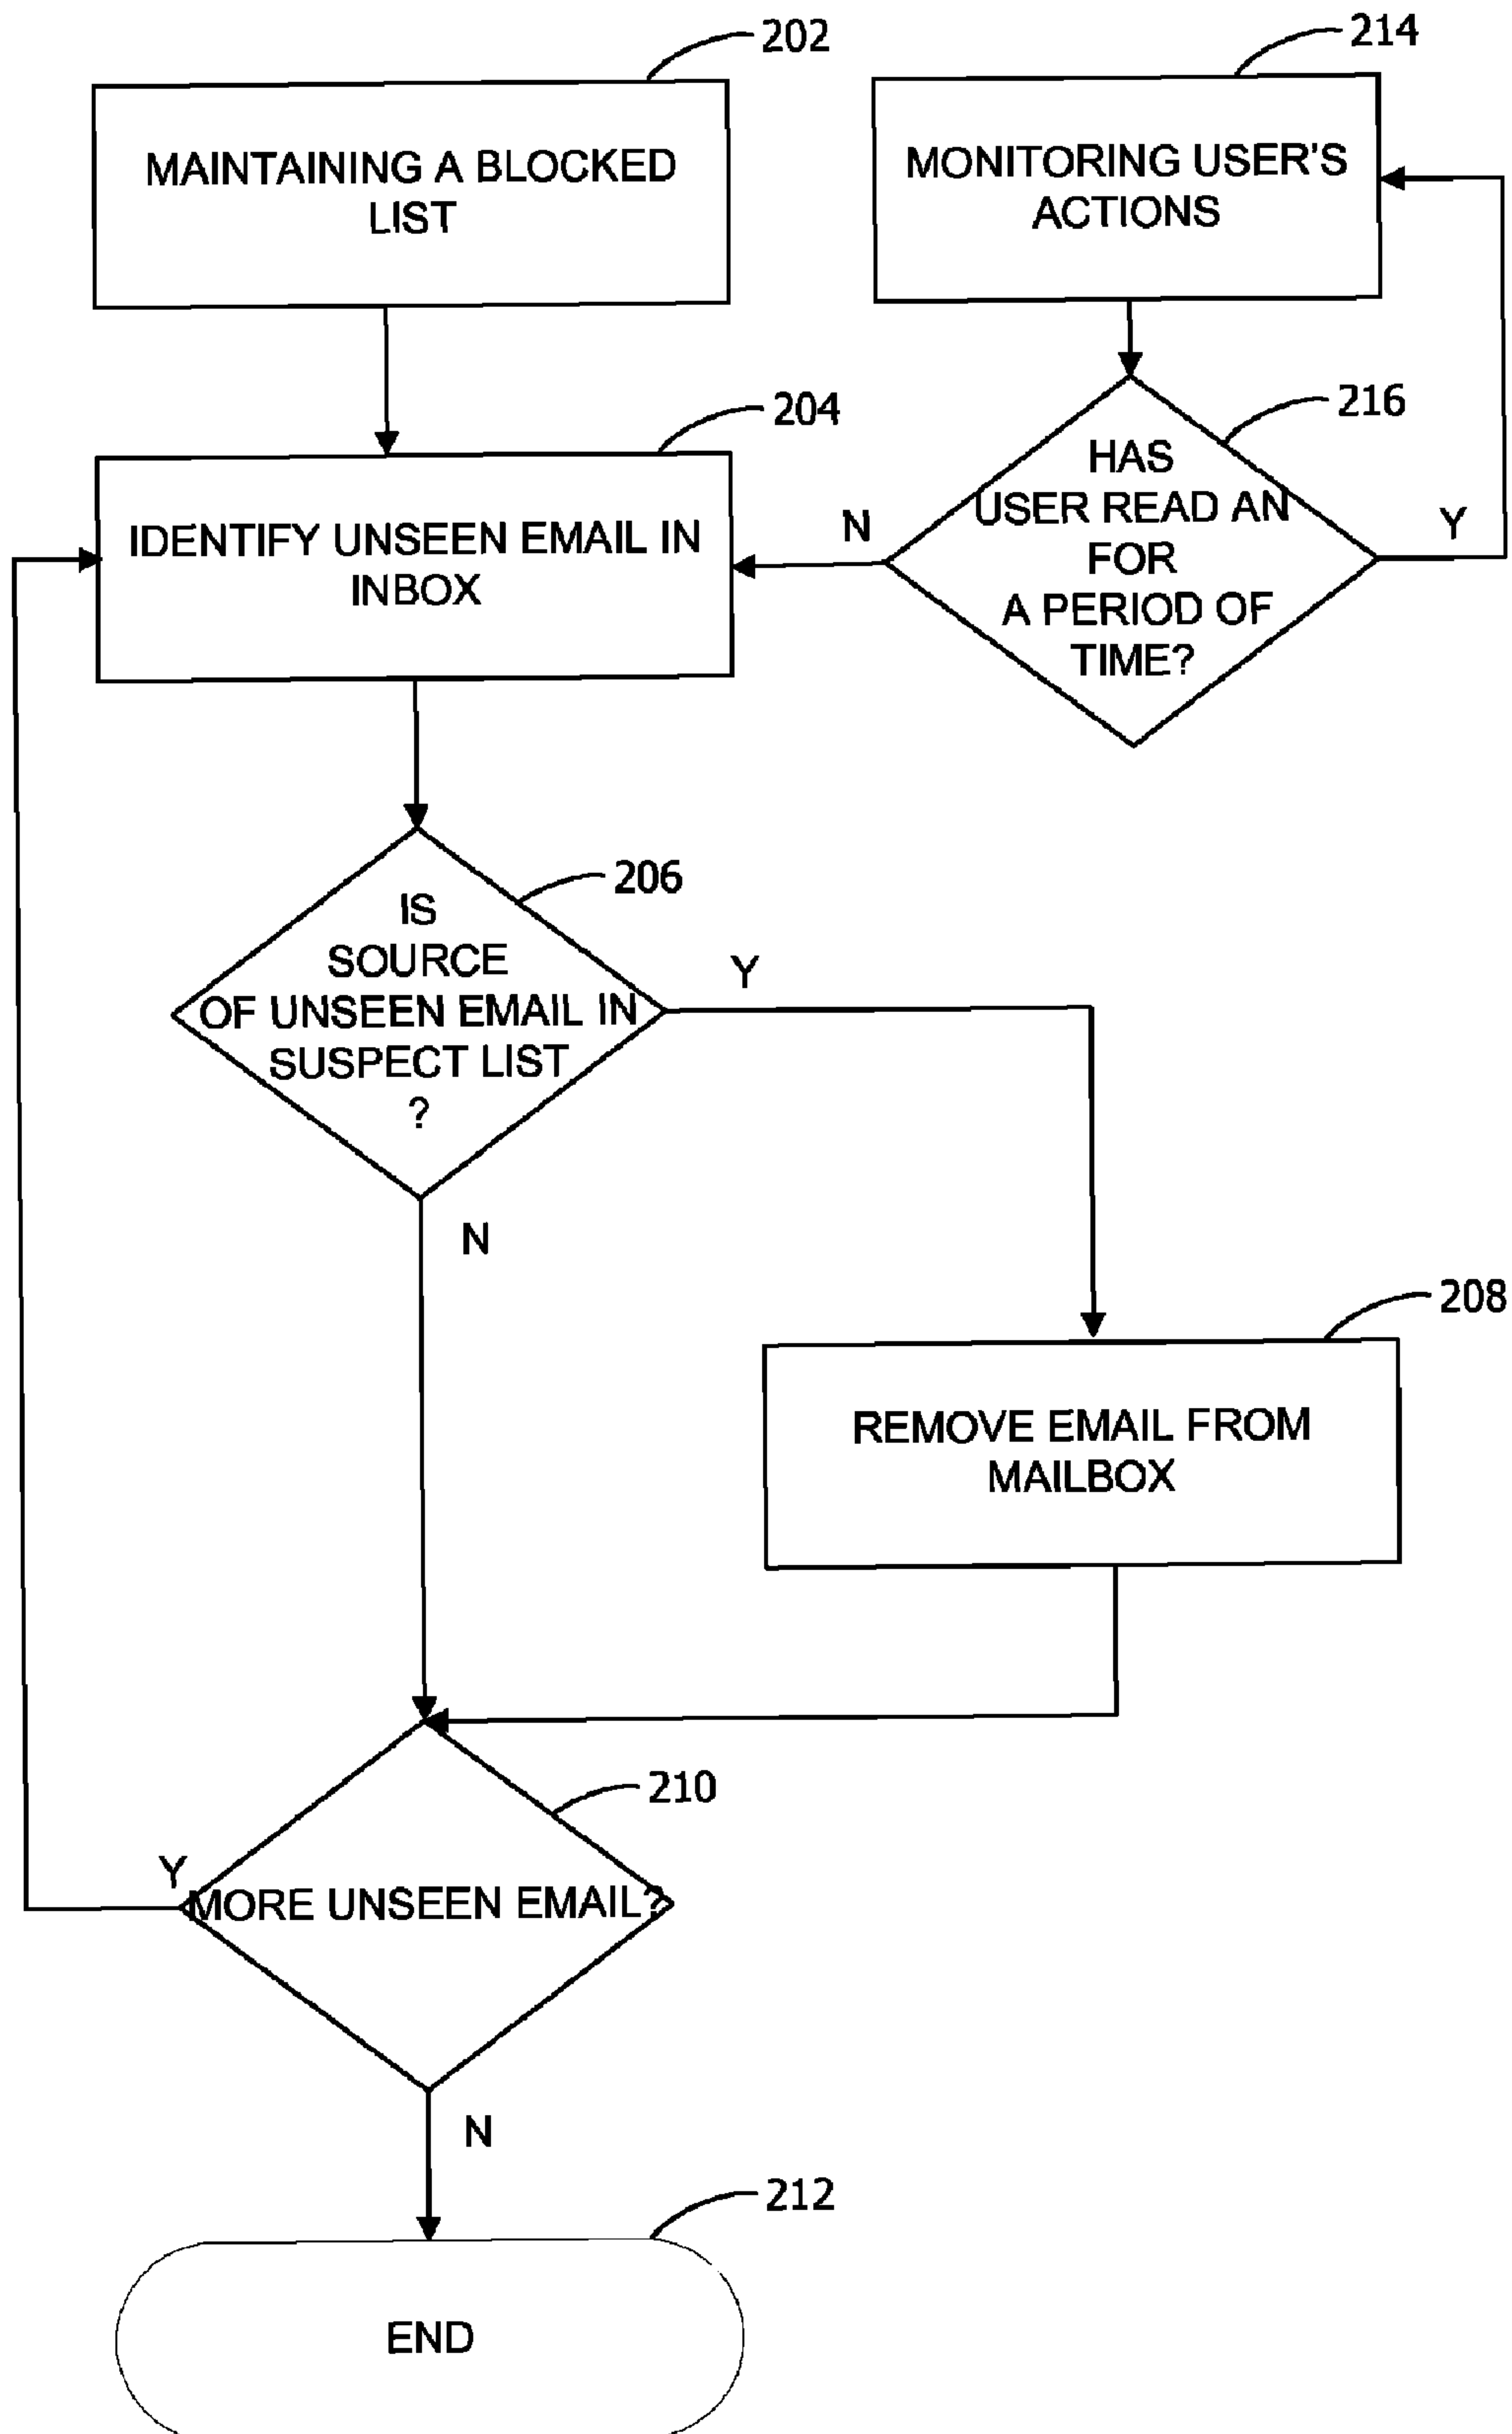 202
MAINTAINING A BLOCKED
LIST
214
MONITORING USER'S
ACTIONS
204
IDENTIFY UNSEEN EMAIL IN
INBOX
216
HAS
USER READ AN
FOR
A PERIOD OF
TIME?
N
Y
206
IS
SOURCE
OF UNSEEN EMAIL IN
SUSPECT LIST
?
Y
N
208
REMOVE EMAIL FROM
MAILBOX
210
MORE UNSEEN EMAIL?
Y
N
212
END